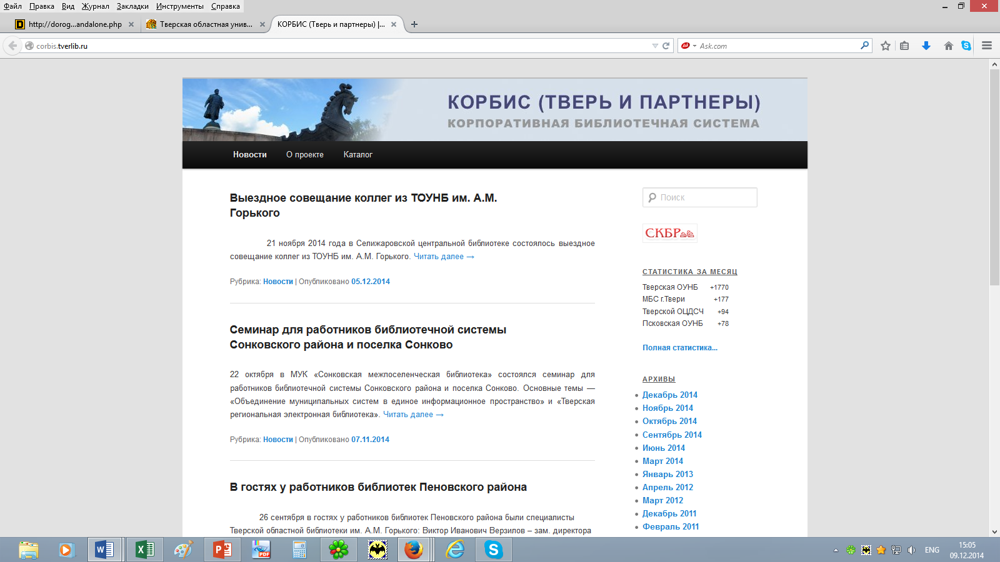 Файл Правка Вид Журнал Закладки Инструменты Справка
http://dorog...andalone.php
Тверская областная унив...
КОРБИС (Тверь и партнеры) |...
corbis.tverlib.ru
Ask.com
КОРБИС (ТВЕРЬ И ПАРТНЕРЫ)
КОРПОРАТИВНАЯ БИБЛИОТЕЧНАЯ СИСТЕМА
Новости О проекте Каталог
Выездное совещание коллег из ТОУНБ им. А.М.
Горького
21 ноября 2014 года в Селижаровской центральной библиотеке состоялось выездное
совещание коллег из ТОУНБ им. А.М. Горького. Читать далее →
Рубрика: Новости | Опубликовано 05.12.2014
Семинар для работников библиотечной системы
Сонковского района и поселка Сонково
22 октября в МУК «Сонковская межпоселенческая библиотека» состоялся семинар для
работников библиотечной системы Сонковского района и поселка Сонково. Основные темы —
«Объединение муниципальных систем в единое информационное пространство» и «Тверская
региональная электронная библиотека». Читать далее →
Рубрика: Новости | Опубликовано 07.11.2014
В гостях у работников библиотек Пеновского района
26 сентября в гостях у работников библиотек Пеновского района были специалисты
Тверской областной библиотеки им. А.М. Горького: Виктор Иванович Верзилов – зам. директора
Поиск
СКБР
СТАТИСТИКА ЗА МЕСЯЦ
Тверская ОУНБ +1770
МБС г.Твери +177
Тверской ОЦДСЧ +94
Псковская ОУНБ +78
Полная статистика...
АРХИВЫ
Декабрь 2014
Ноябрь 2014
Октябрь 2014
Сентябрь 2014
Июнь 2014
Март 2014
Январь 2013
Апрель 2012
Март 2012
Декабрь 2011
Февраль 2011
PDF
ENG
15:05
09.12.2014